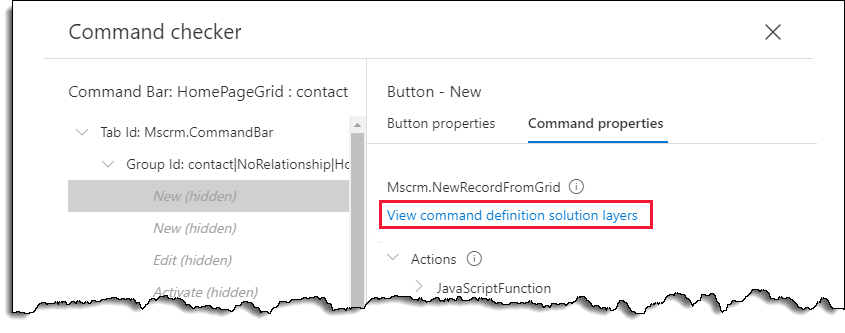 Command checker
Command Bar: HomePageGrid : contact
Tab Id: Mscrm.CommandBar
Group Id: contact|NoRelationship|Ho
New (hidden)
New (hidden)
Edit (hidden)
Activate (hidden)
Button - New
Button properties
Command properties
Mscrm.NewRecordFromGrid
View command definition solution layers
Actions
JavaScriptFunction